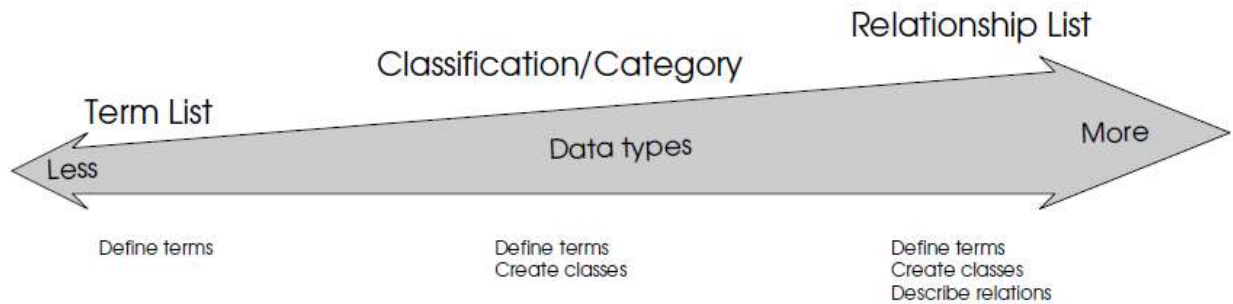 Relationship List
Classification/Category
Term List
Less
Data types
More
Define terms
Define terms
Create classes
Define terms
Create classes
Describe relations